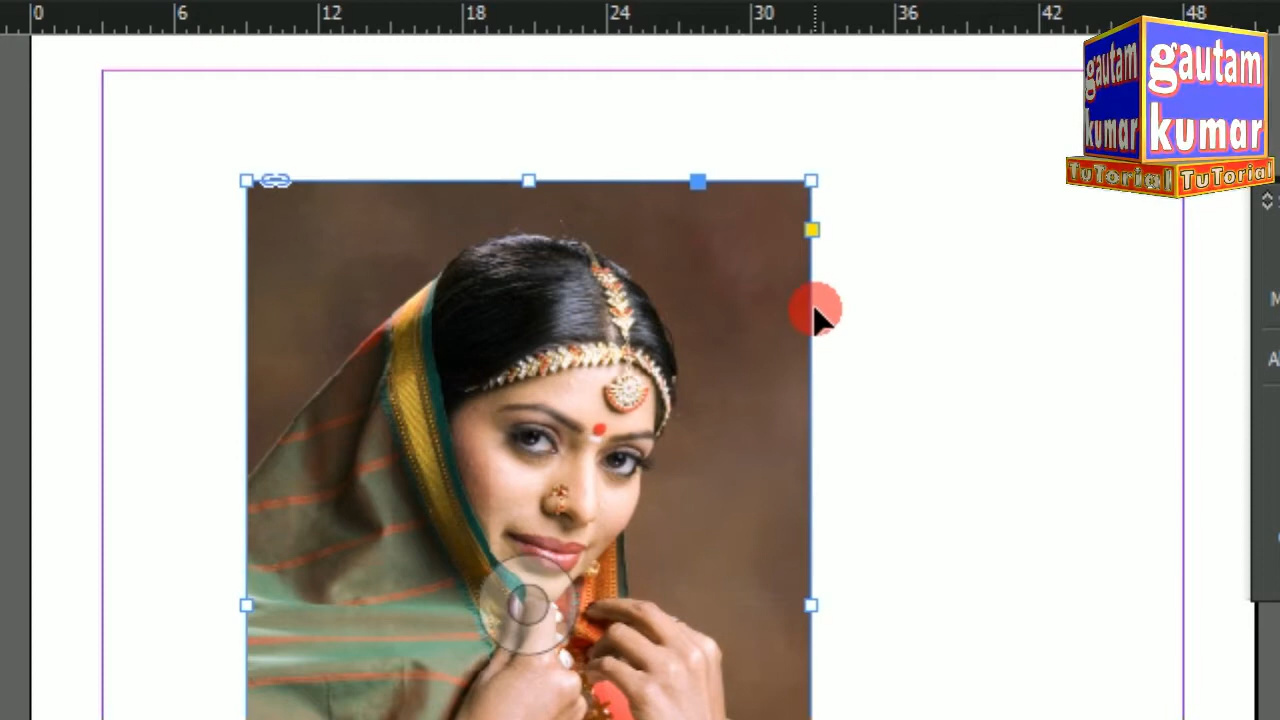 0 6 12 18 24 30 36 42 48
gautam gautam
kumar kumar
TuTorial TuTorial
M
A